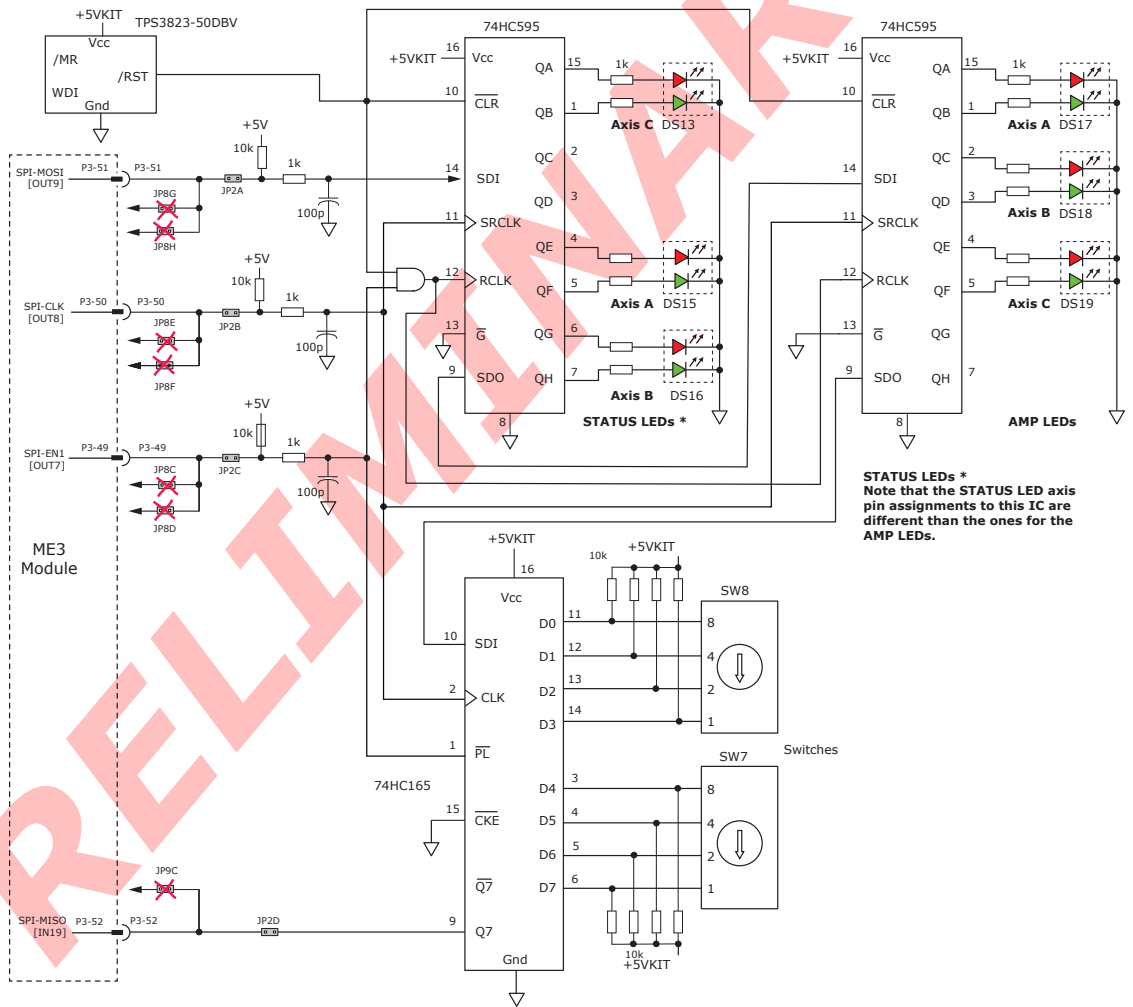 +5VKIT
TPS3823-50DBV
Vcc
/MR
/RST
WDI
Gnd
ME3
Module
SPI-MOSI
[OUT9]
P3-51
P3-51
JP8G
JP8H
JP2A
+5V
10k
1k
100p
SPI-CLK
[OUT8]
P3-50
P3-50
JP8E
JP8F
JP2B
+5V
10k
1k
100p
SPI-EN1
[OUT7]
P3-49
P3-49
JP8C
JP8D
JP2C
+5V
10k
1k
100p
SPI-MISO
[IN19]
P3-52
P3-52
JP9C
JP2D
74HC595
+5VKIT
16
Vcc
10
CLR
14
SDI
11
SRCLK
12
RCLK
13
G
9
SDO
8
QA
15
1k
QB
1
Axis C
DS13
QC
2
QD
3
QE
4
QF
5
Axis A
DS15
QG
6
QH
7
Axis B
DS16
STATUS LEDs *
74HC595
+5VKIT
16
Vcc
10
CLR
14
SDI
11
SRCLK
12
RCLK
13
G
9
SDO
8
QA
15
1k
QB
1
Axis A
DS17
QC
2
QD
3
Axis B
DS18
QE
4
QF
5
Axis C
DS19
QG
QH
7
AMP LEDs
STATUS LEDs *
Note that the STATUS LED axis
pin assignments to this IC are
different than the ones for the
AMP LEDs.
+5VKIT
16
Vcc
10
SDI
2
CLK
1
PL
74HC165
15
CKE
Q7
9
Q7
Gnd
D0
11
D1
12
D2
13
D3
14
D4
3
D5
4
D6
5
D7
6
10k
+5VKIT
SW8
8
4
2
1
Switches
SW7
8
4
2
1
10k
+5VKIT
RELIMINAR